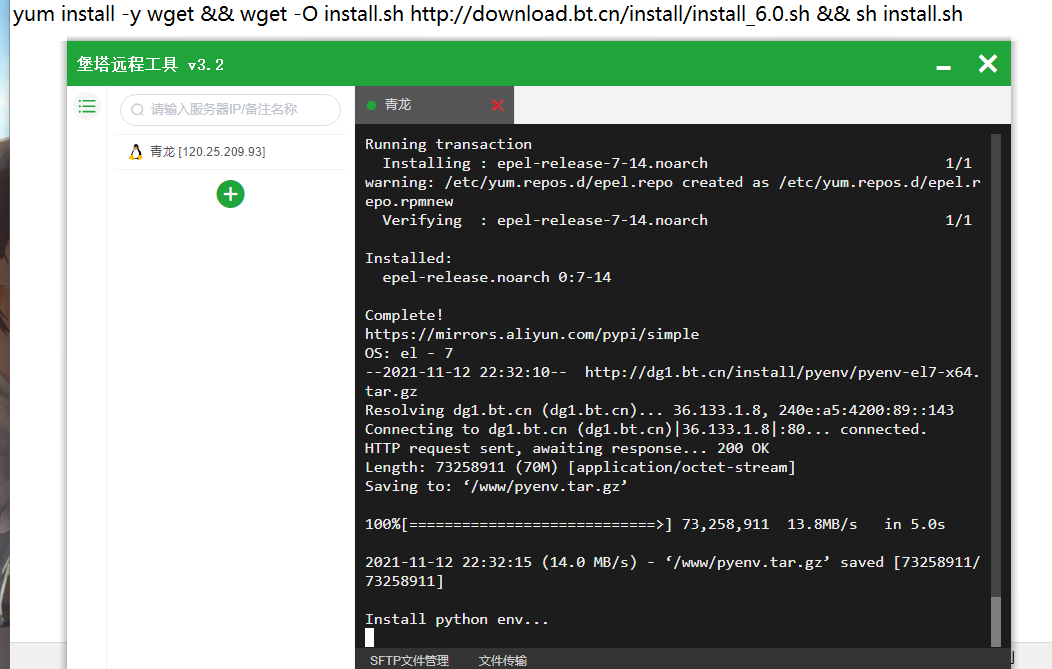 yum install -y wget && wget -O install.sh http://download.bt.cn/install/install_6.0.sh && sh install.sh
堡塔远程工具 v3.2
请输入服务器IP/备注名称
青龙 [120.25.209.93]
青龙
Running transaction
  Installing : epel-release-7-14.noarch                           1/1
warning: /etc/yum.repos.d/epel.repo created as /etc/yum.repos.d/epel.r
epo.rpmnew
  Verifying  : epel-release-7-14.noarch                           1/1
Installed:
  epel-release.noarch 0:7-14
Complete!
https://mirrors.aliyun.com/pypi/simple
OS: el - 7
--2021-11-12 22:32:10--  http://dg1.bt.cn/install/pyenv/pyenv-el7-x64.
tar.gz
Resolving dg1.bt.cn (dg1.bt.cn)... 36.133.1.8, 240e:a5:4200:89::143
Connecting to dg1.bt.cn (dg1.bt.cn)|36.133.1.8|:80... connected.
HTTP request sent, awaiting response... 200 OK
Length: 73258911 (70M) [application/octet-stream]
Saving to: ‘/www/pyenv.tar.gz’
100%[============================>] 73,258,911  13.8MB/s   in 5.0s
2021-11-12 22:32:15 (14.0 MB/s) - ‘/www/pyenv.tar.gz’ saved [73258911/
73258911]
Install python env...
SFTP文件管理 文件传输